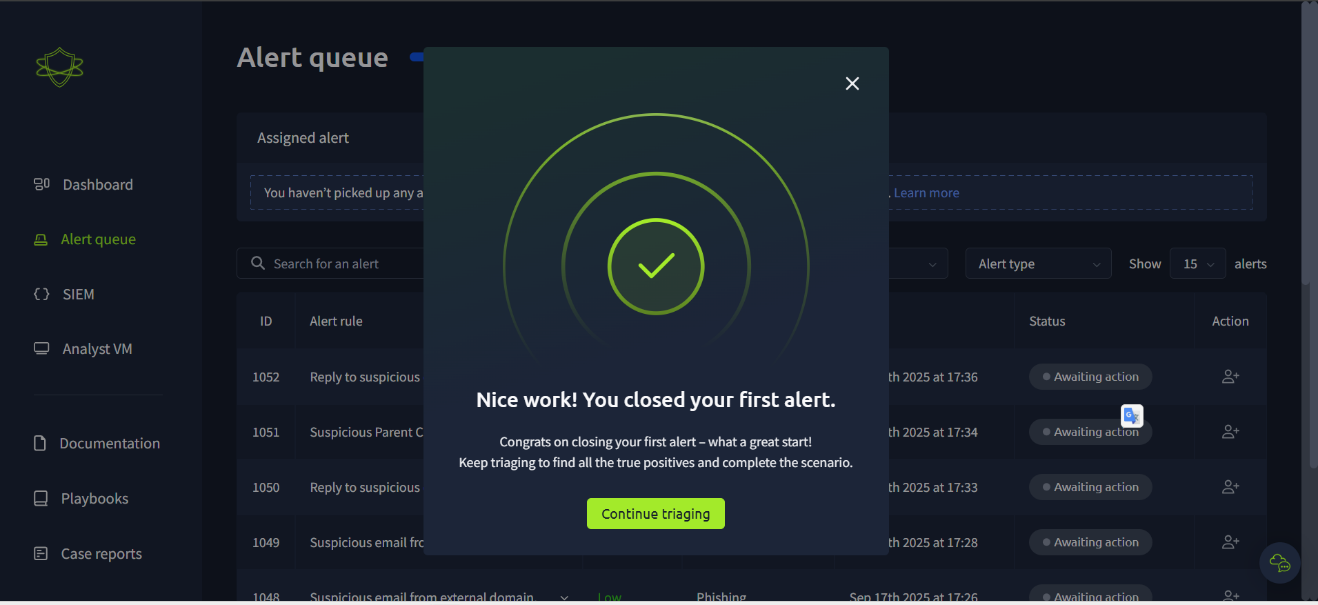 Alert queue
Assigned alert
You haven't picked up any a
. Learn more
Dashboard
Alert queue
SIEM
Analyst VM
Documentation
Playbooks
Case reports
Search for an alert
Alert type
Show 15 alerts
ID Alert rule Status Action
1052 Reply to suspicious th 2025 at 17:36 Awaiting action
1051 Suspicious Parent C th 2025 at 17:34 Awaiting action
1050 Reply to suspicious th 2025 at 17:33 Awaiting action
1049 Suspicious email fro th 2025 at 17:28 Awaiting action
1048 Suspicious email from external domain. Low Phishing Sep 17th 2025 at 17:26 Awaiting action
Nice work! You closed your first alert.
Congrats on closing your first alert – what a great start!
Keep triaging to find all the true positives and complete the scenario.
Continue triaging